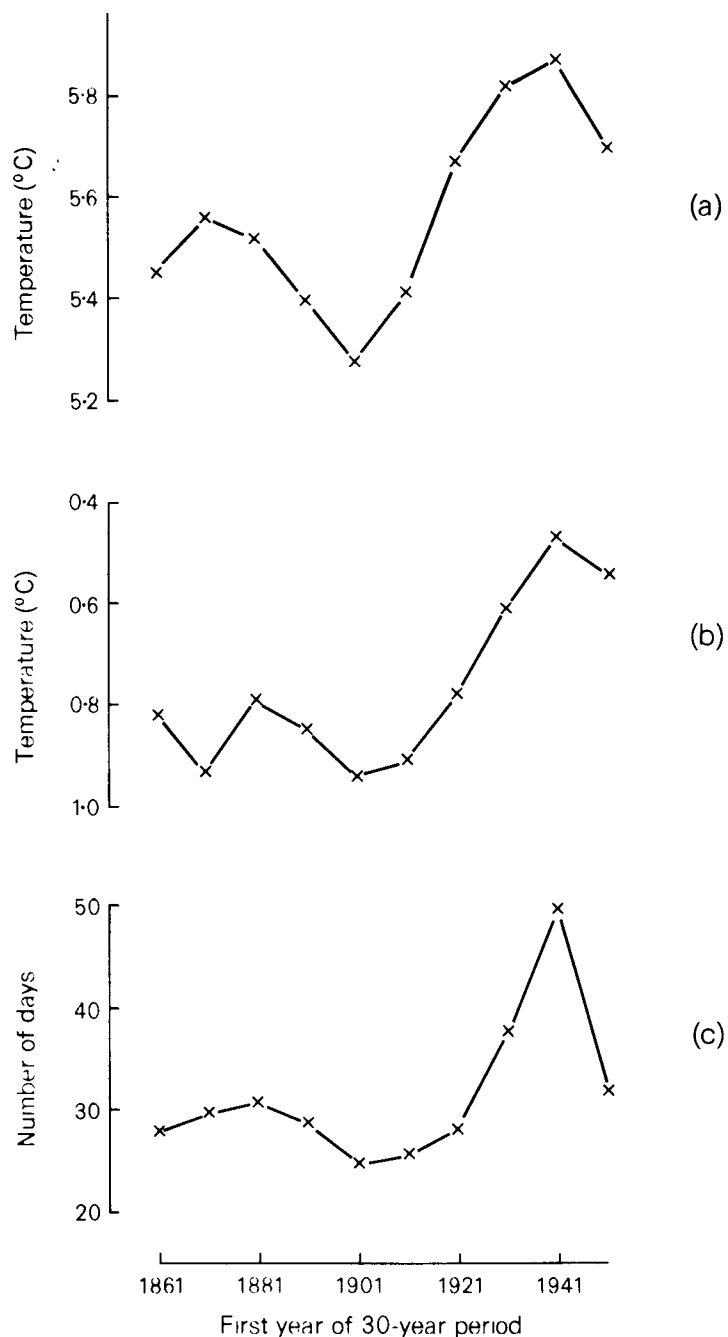 5·8
5·6
5·4
5·2
Temperature (°C)
(a)
0·4
0·6
0·8
1·0
Temperature (°C)
(b)
50
40
30
20
Number of days
(c)
1861 1881 1901 1921 1941
First year of 30-year period